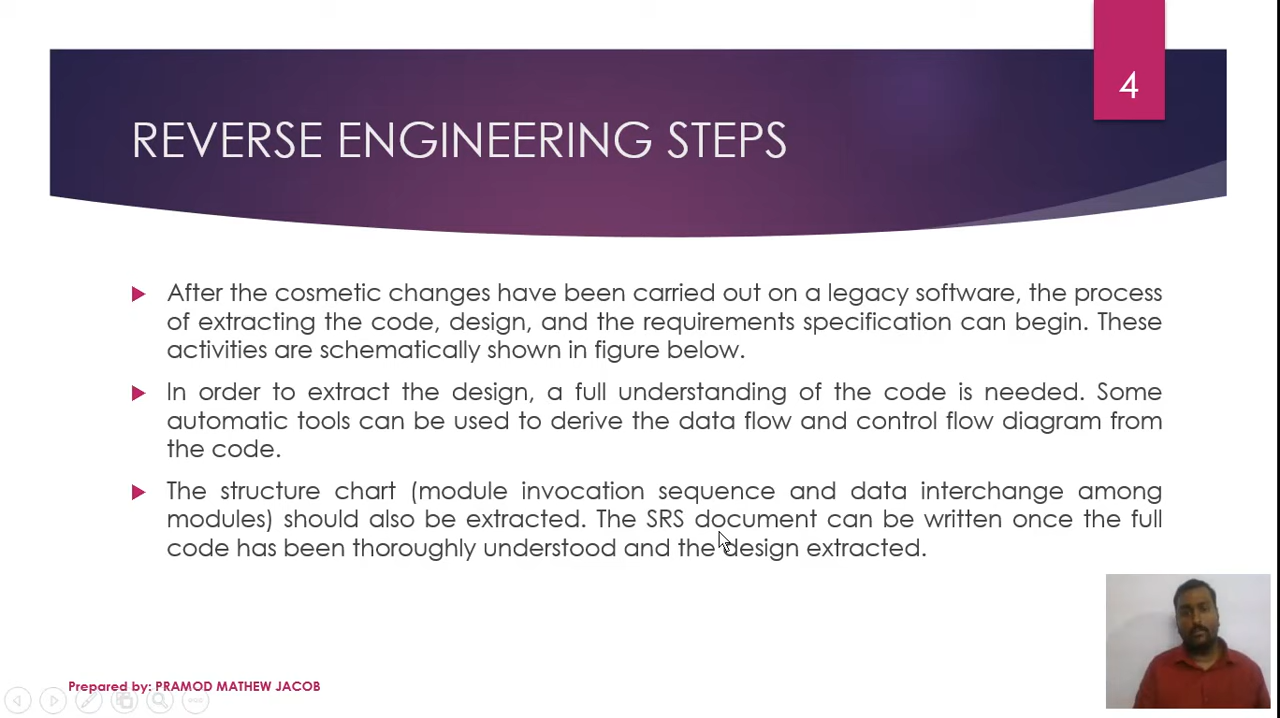 4
REVERSE ENGINEERING STEPS
After the cosmetic changes have been carried out on a legacy software, the process
of extracting the code, design, and the requirements specification can begin. These
activities are schematically shown in figure below.
In order to extract the design, a full understanding of the code is needed. Some
automatic tools can be used to derive the data flow and control flow diagram from
the code.
The structure chart (module invocation sequence and data interchange among
modules) should also be extracted. The SRS document can be written once the full
code has been thoroughly understood and the design extracted.
Prepared by: PRAMOD MATHEW JACOB